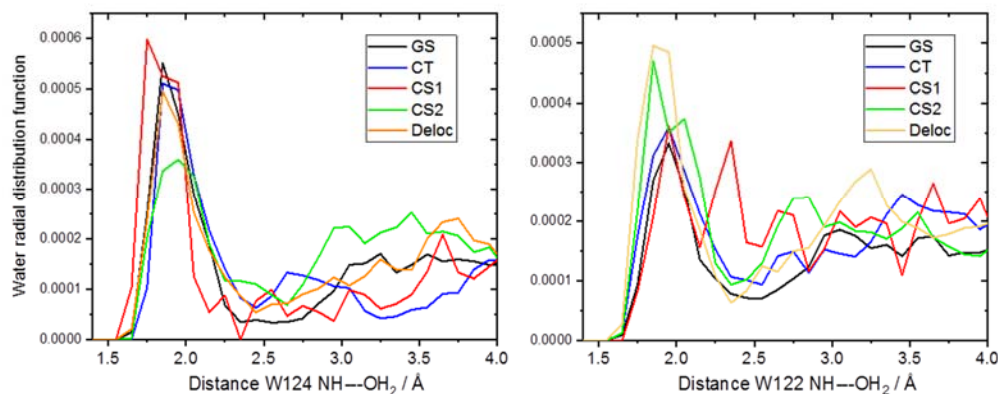 Water radial distribution function
0.0006
0.0005
0.0004
0.0003
0.0002
0.0001
0.0000
GS
CT
CS1
CS2
Deloc
1.5 2.0 2.5 3.0 3.5 4.0
Distance W124 NH---OH₂ / Å
0.0005
0.0004
0.0003
0.0002
0.0001
0.0000
GS
CT
CS1
CS2
Deloc
1.5 2.0 2.5 3.0 3.5 4.0
Distance W122 NH---OH₂ / Å